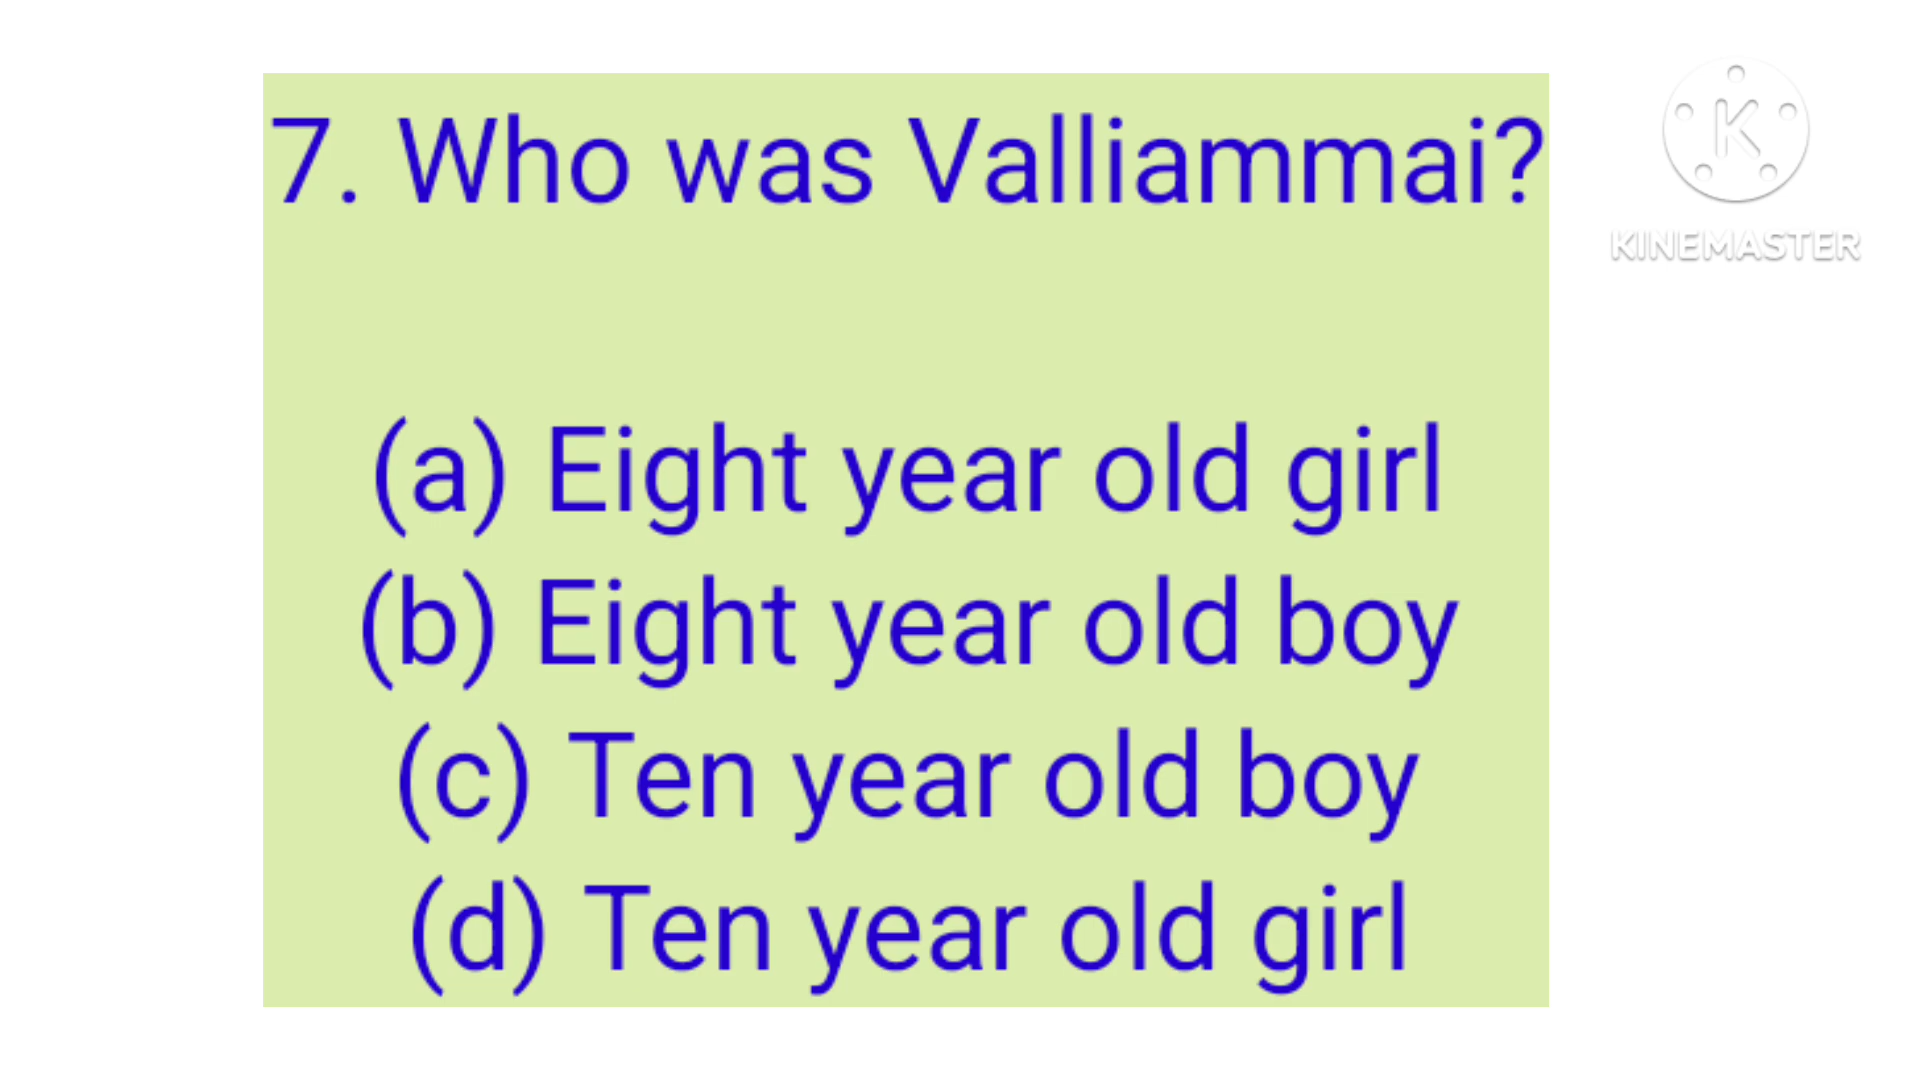 7. Who was Valliammai?
(a) Eight year old girl
(b) Eight year old boy
(c) Ten year old boy
(d) Ten year old girl
K
KINEMASTER